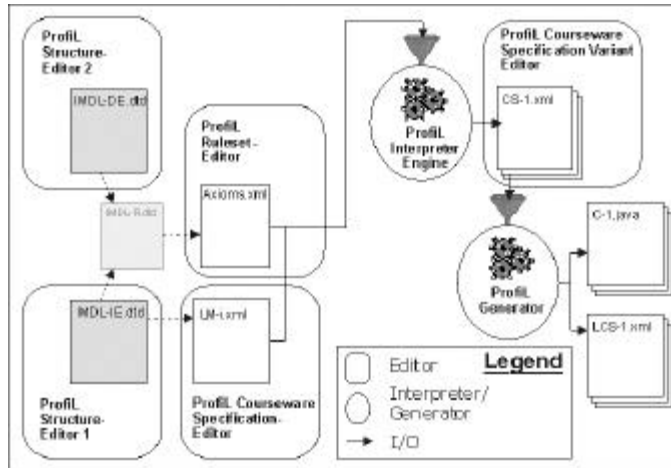 ProfiL
Structure-
Editor 2
IMDL-DE.dtd
ProfiL
Ruleset-
Editor
Axioms.xml
IMDL-R.dtd
IMDL-IE.dtd
LM-i.xml
ProfiL
Structure-
Editor 1
ProfiL Courseware
Specification-
Editor
ProfiL
Interpreter
Engine
ProfiL Courseware
Specification Variant
Editor
CS-1.xml
ProfiL
Generator
C-1.java
LCS-1.xml
Legend
Editor
Interpreter/
Generator
I/O